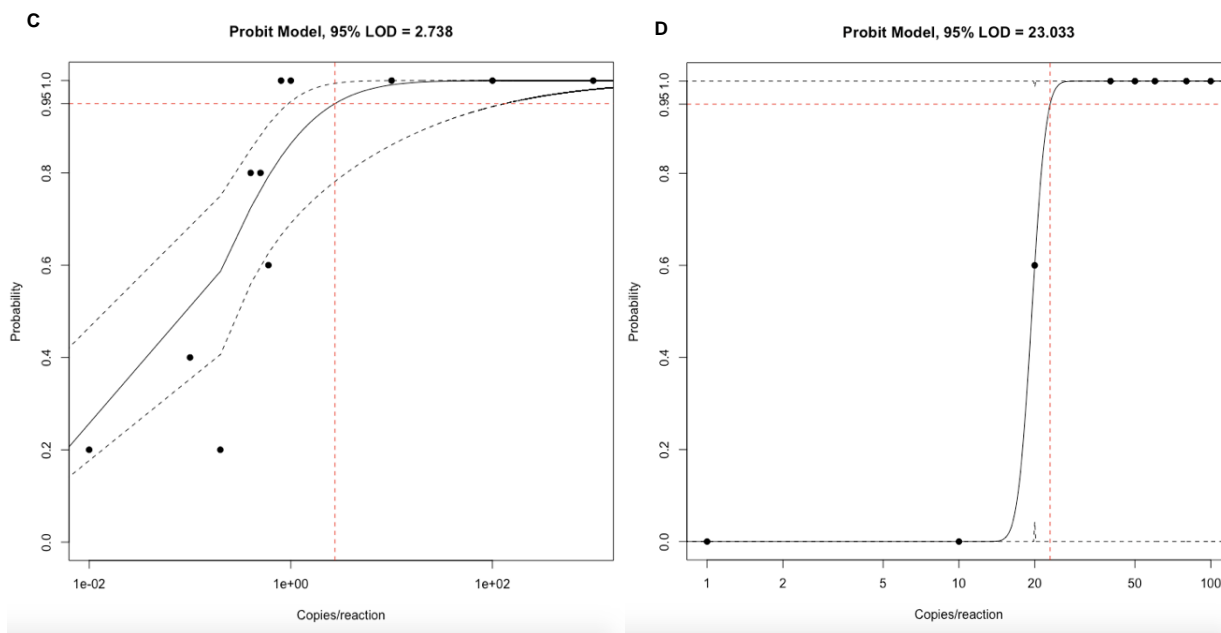 C
Probit Model, 95% LOD = 2.738
Probability
0.0
0.2
0.4
0.6
0.8
0.95
1.0
1e-02
1e+00
1e+02
Copies/reaction
D
Probit Model, 95% LOD = 23.033
Probability
0.0
0.2
0.4
0.6
0.8
0.95
1.0
1
2
5
10
20
50
100
Copies/reaction